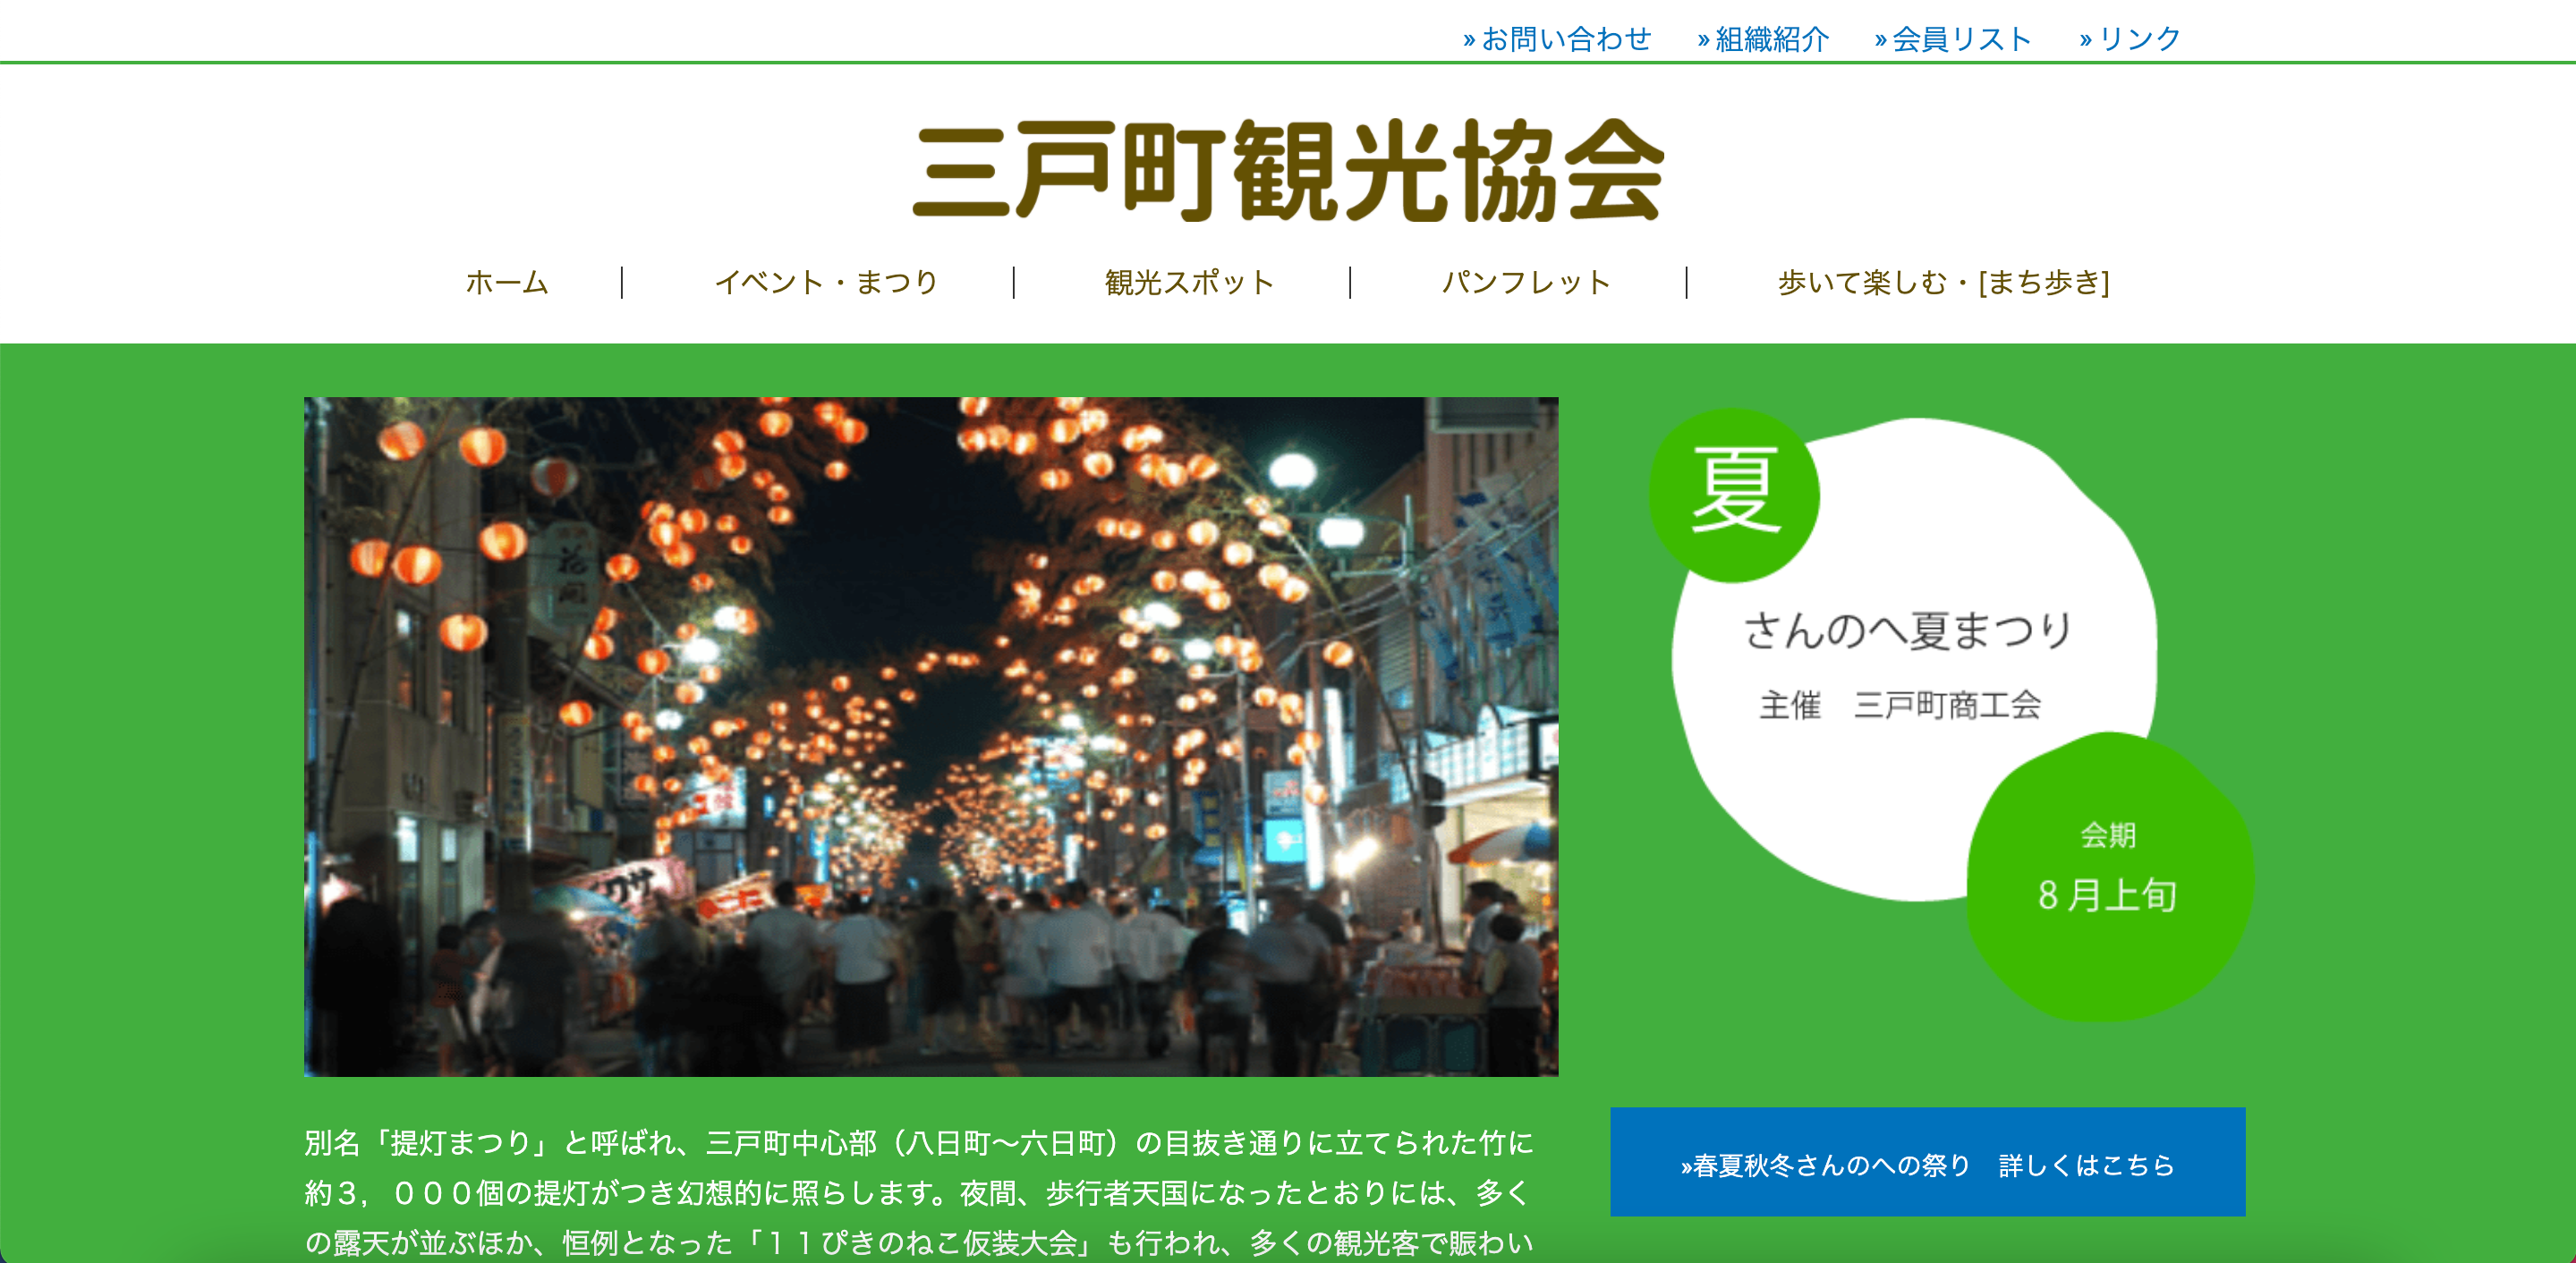 »お問い合わせ »組織紹介 »会員リスト »リンク
三戸町観光協会
ホーム | イベント・まつり | 観光スポット | パンフレット | 歩いて楽しむ・[まち歩き]
夏
さんのへ夏まつり
主催　三戸町商工会
会期
8月上旬
別名「提灯まつり」と呼ばれ、三戸町中心部（八日町〜六日町）の目抜き通りに立てられた竹に
約３，０００個の提灯がつき幻想的に照らします。夜間、歩行者天国になったとおりには、多く
の露天が並ぶほか、恒例となった「１１ぴきのねこ仮装大会」も行われ、多くの観光客で賑わい
»春夏秋冬さんのへの祭り　詳しくはこちら